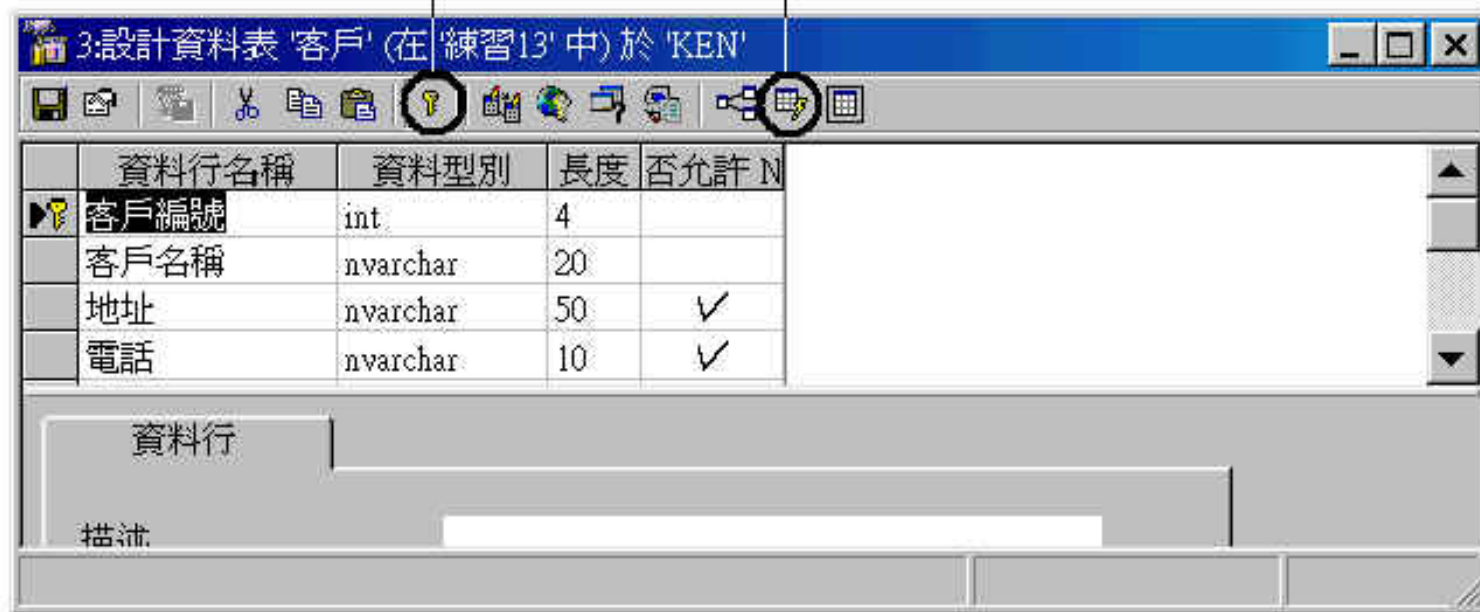 3:設計資料表 '客戶' (在 '練習13' 中) 於 'KEN'
資料行名稱 資料型別 長度 否允許 N
客戶編號 int 4
客戶名稱 nvarchar 20
地址 nvarchar 50
電話 nvarchar 10
資料行
描述